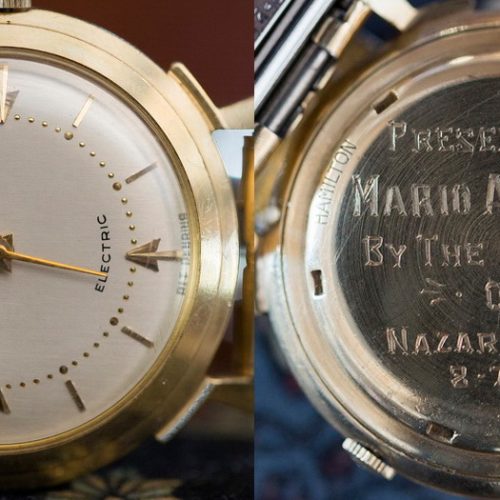 ELECTRIC
HAMILTON
PRESE
MARIO A
BY THE
NAZAR